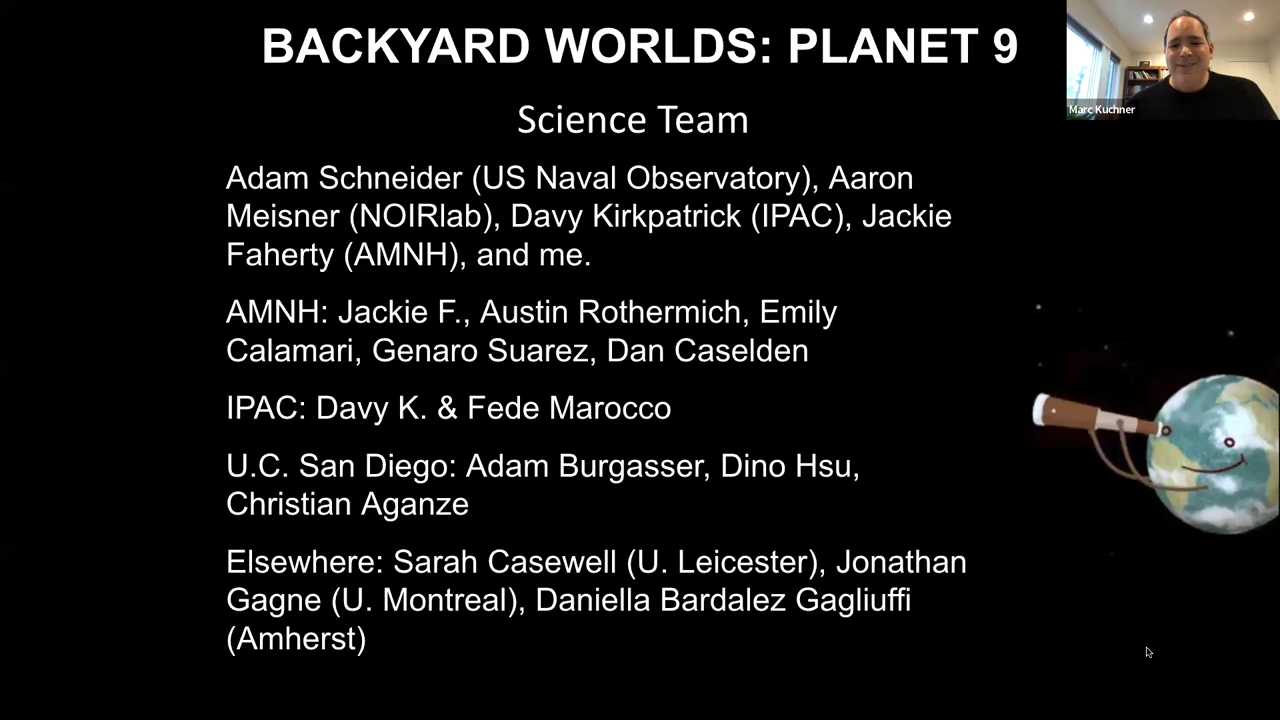 BACKYARD WORLDS: PLANET 9
Marc Kuchner
Science Team
Adam Schneider (US Naval Observatory), Aaron
Meisner (NOIRlab), Davy Kirkpatrick (IPAC), Jackie
Faherty (AMNH), and me.
AMNH: Jackie F., Austin Rothermich, Emily
Calamari, Genaro Suarez, Dan Caselden
IPAC: Davy K. & Fede Marocco
U.C. San Diego: Adam Burgasser, Dino Hsu,
Christian Aganze
Elsewhere: Sarah Casewell (U. Leicester), Jonathan
Gagne (U. Montreal), Daniella Bardalez Gagliuffi
(Amherst)